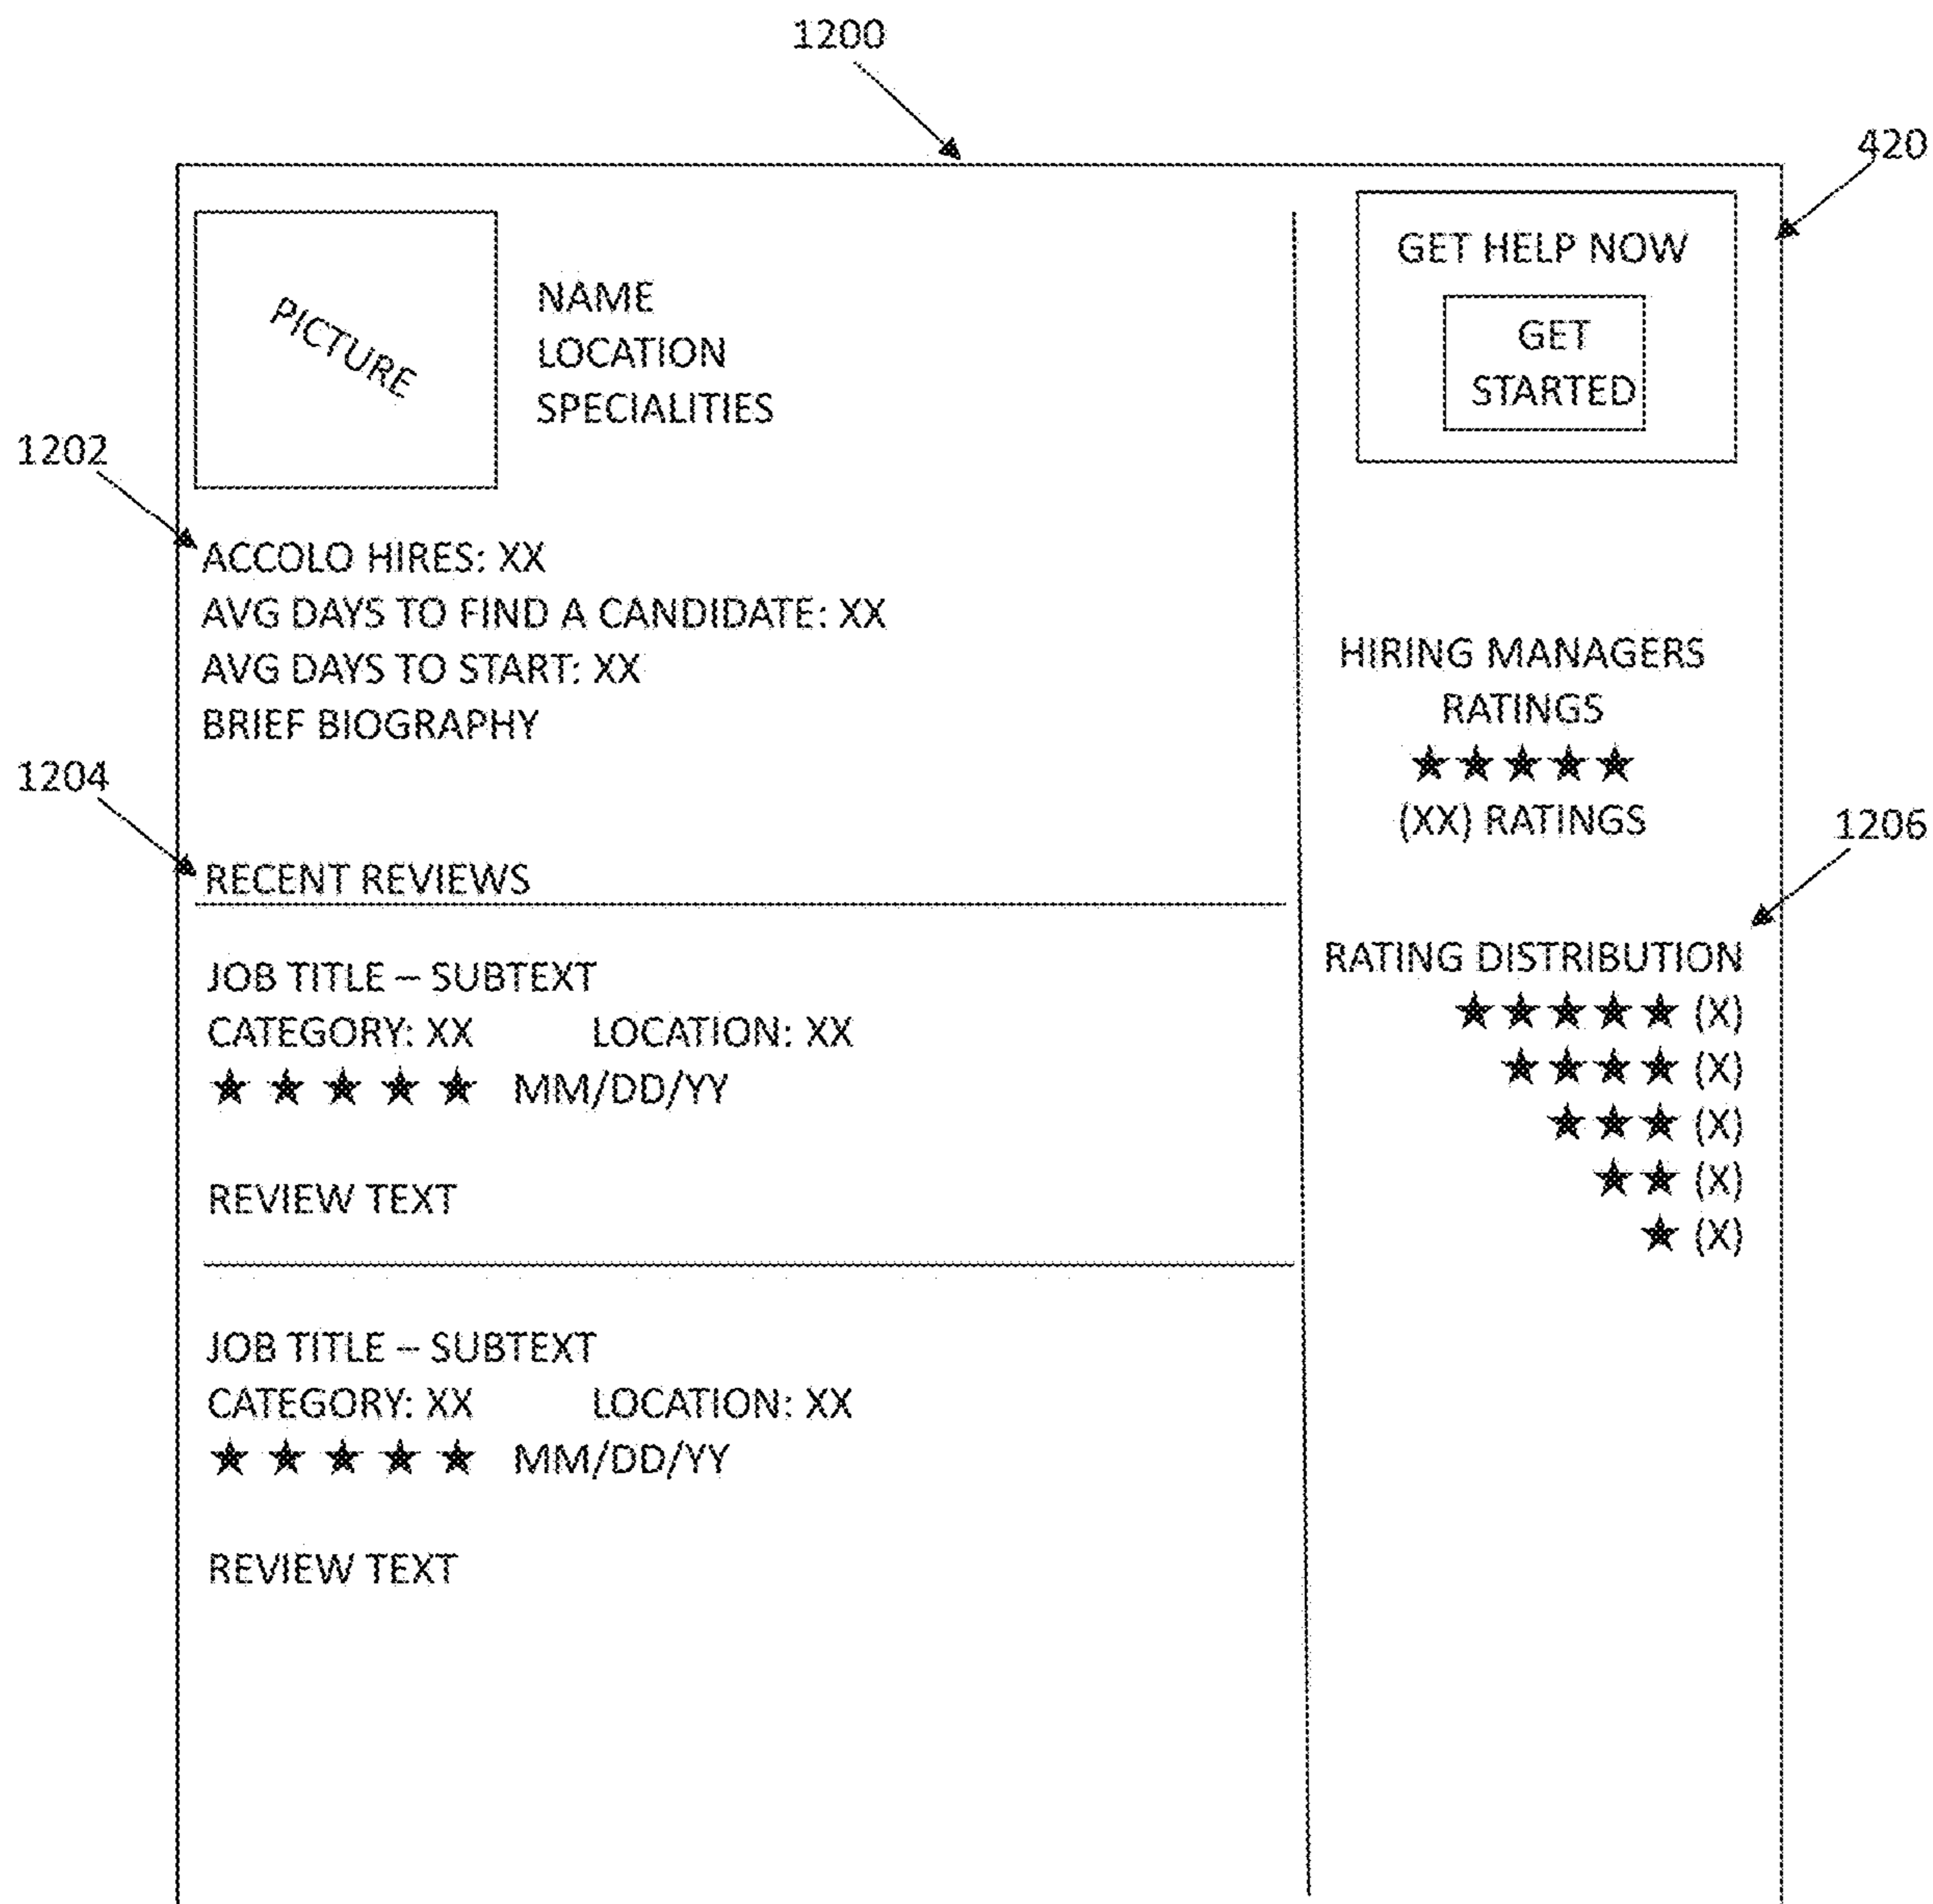 1200
420
PICTURE
NAME
LOCATION
SPECIALITIES
1202
ACCOLO HIRES: XX
AVG DAYS TO FIND A CANDIDATE: XX
AVG DAYS TO START: XX
BRIEF BIOGRAPHY
1204
RECENT REVIEWS
JOB TITLE – SUBTEXT
CATEGORY: XX LOCATION: XX
★ ★ ★ ★ ★ MM/DD/YY
REVIEW TEXT
JOB TITLE – SUBTEXT
CATEGORY: XX LOCATION: XX
★ ★ ★ ★ ★ MM/DD/YY
REVIEW TEXT
GET HELP NOW
GET
STARTED
HIRING MANAGERS
RATINGS
★★★★★
(XX) RATINGS
1206
RATING DISTRIBUTION
★★★★★ (X)
★★★★ (X)
★★★ (X)
★★ (X)
★ (X)